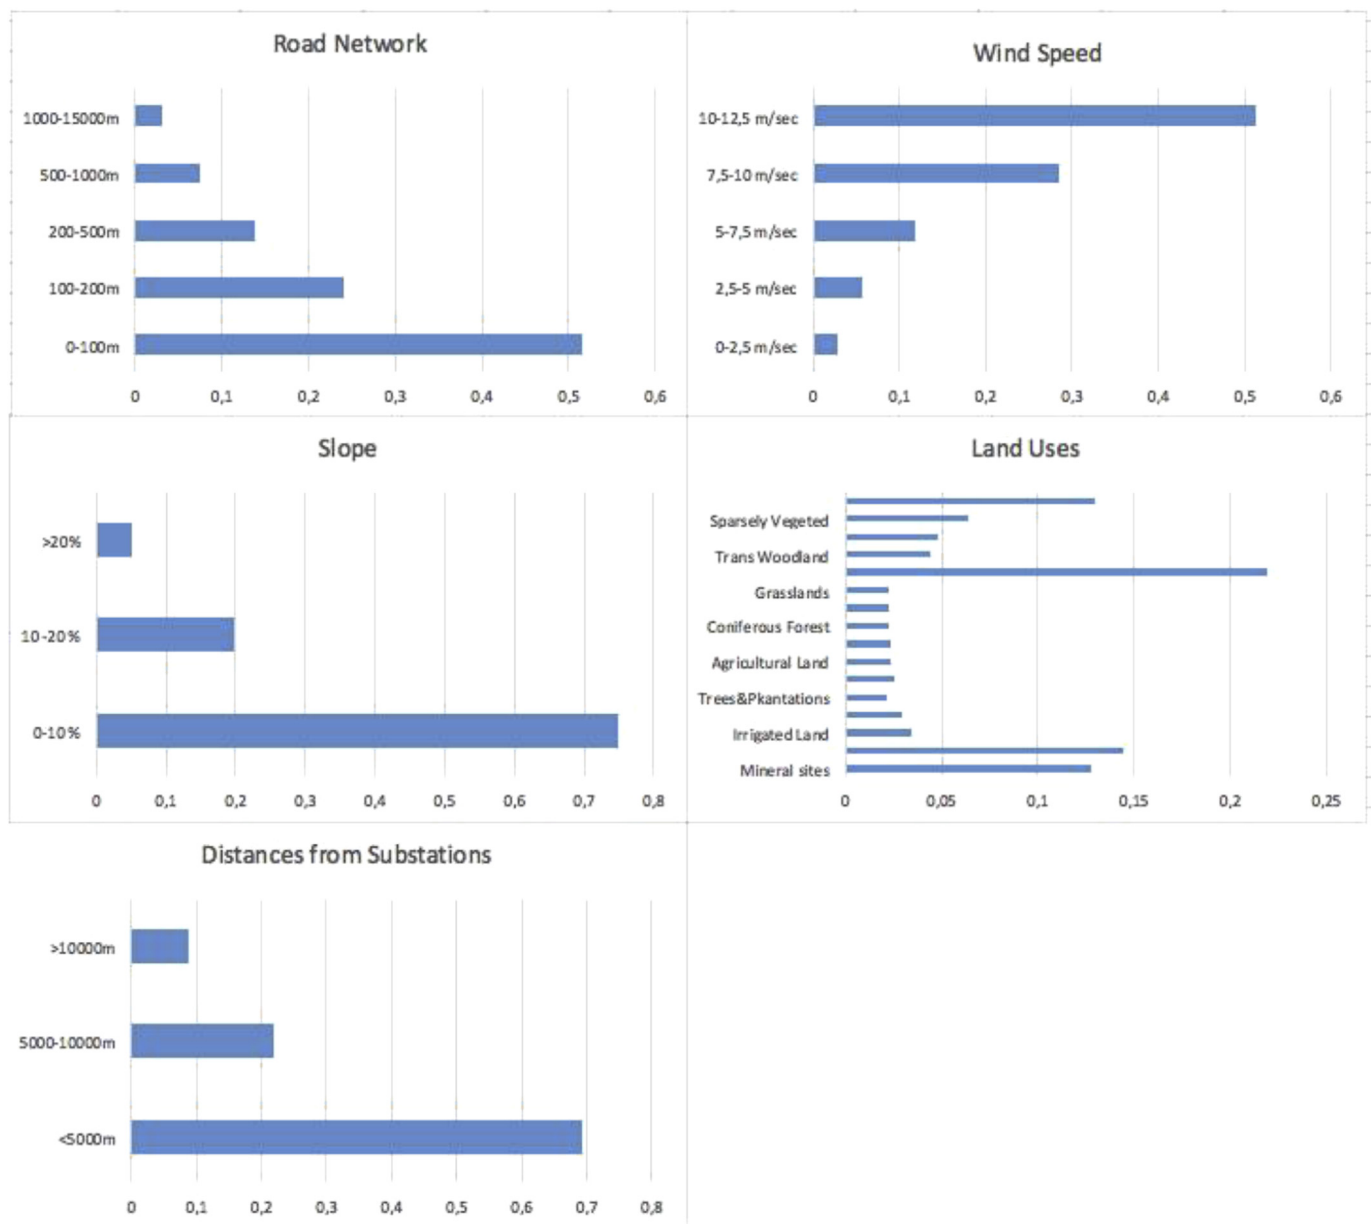 Road Network
1000-15000m
500-1000m
200-500m
100-200m
0-100m
0 0,1 0,2 0,3 0,4 0,5 0,6
Wind Speed
10-12,5 m/sec
7,5-10 m/sec
5-7,5 m/sec
2,5-5 m/sec
0-2,5 m/sec
0 0,1 0,2 0,3 0,4 0,5 0,6
Slope
>20%
10-20%
0-10%
0 0,1 0,2 0,3 0,4 0,5 0,6 0,7 0,8
Land Uses
Sparsely Vegeted
Trans Woodland
Grasslands
Coniferous Forest
Agricultural Land
Trees&Pkantations
Irrigated Land
Mineral sites
0 0,05 0,1 0,15 0,2 0,25
Distances from Substations
>10000m
5000-10000m
<5000m
0 0,1 0,2 0,3 0,4 0,5 0,6 0,7 0,8